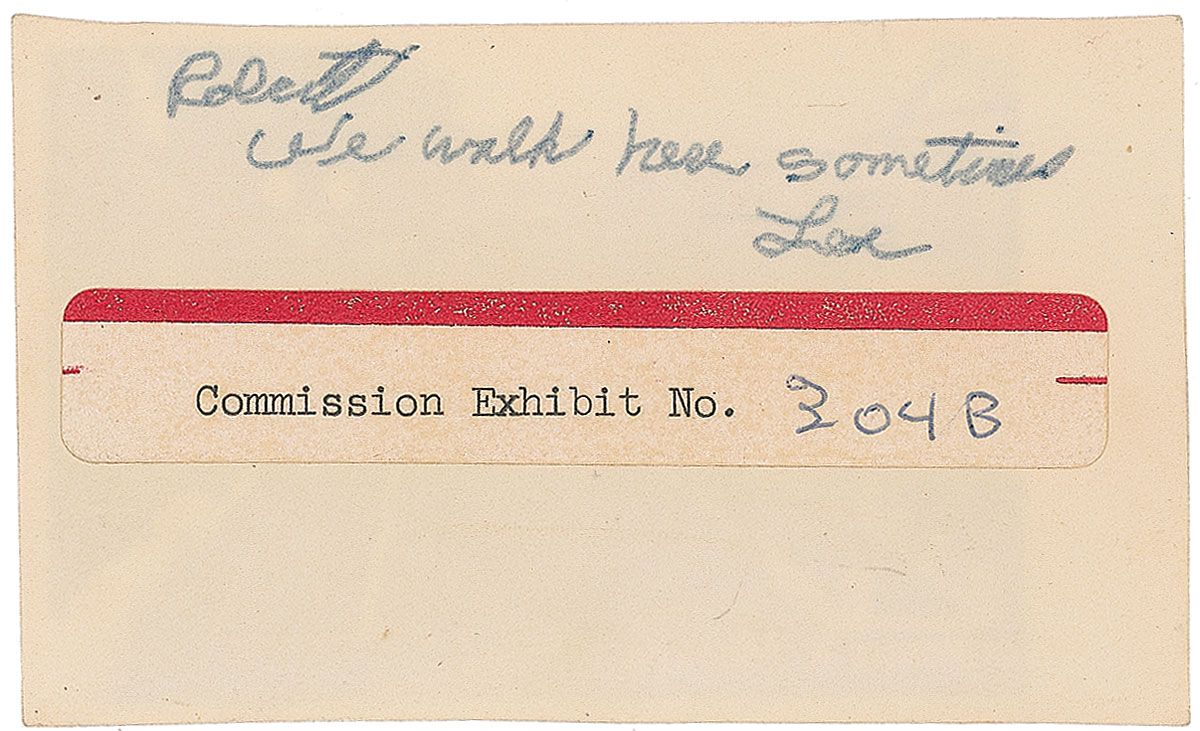 Robert
We walk here sometimes
Lee
Commission Exhibit No. 304B